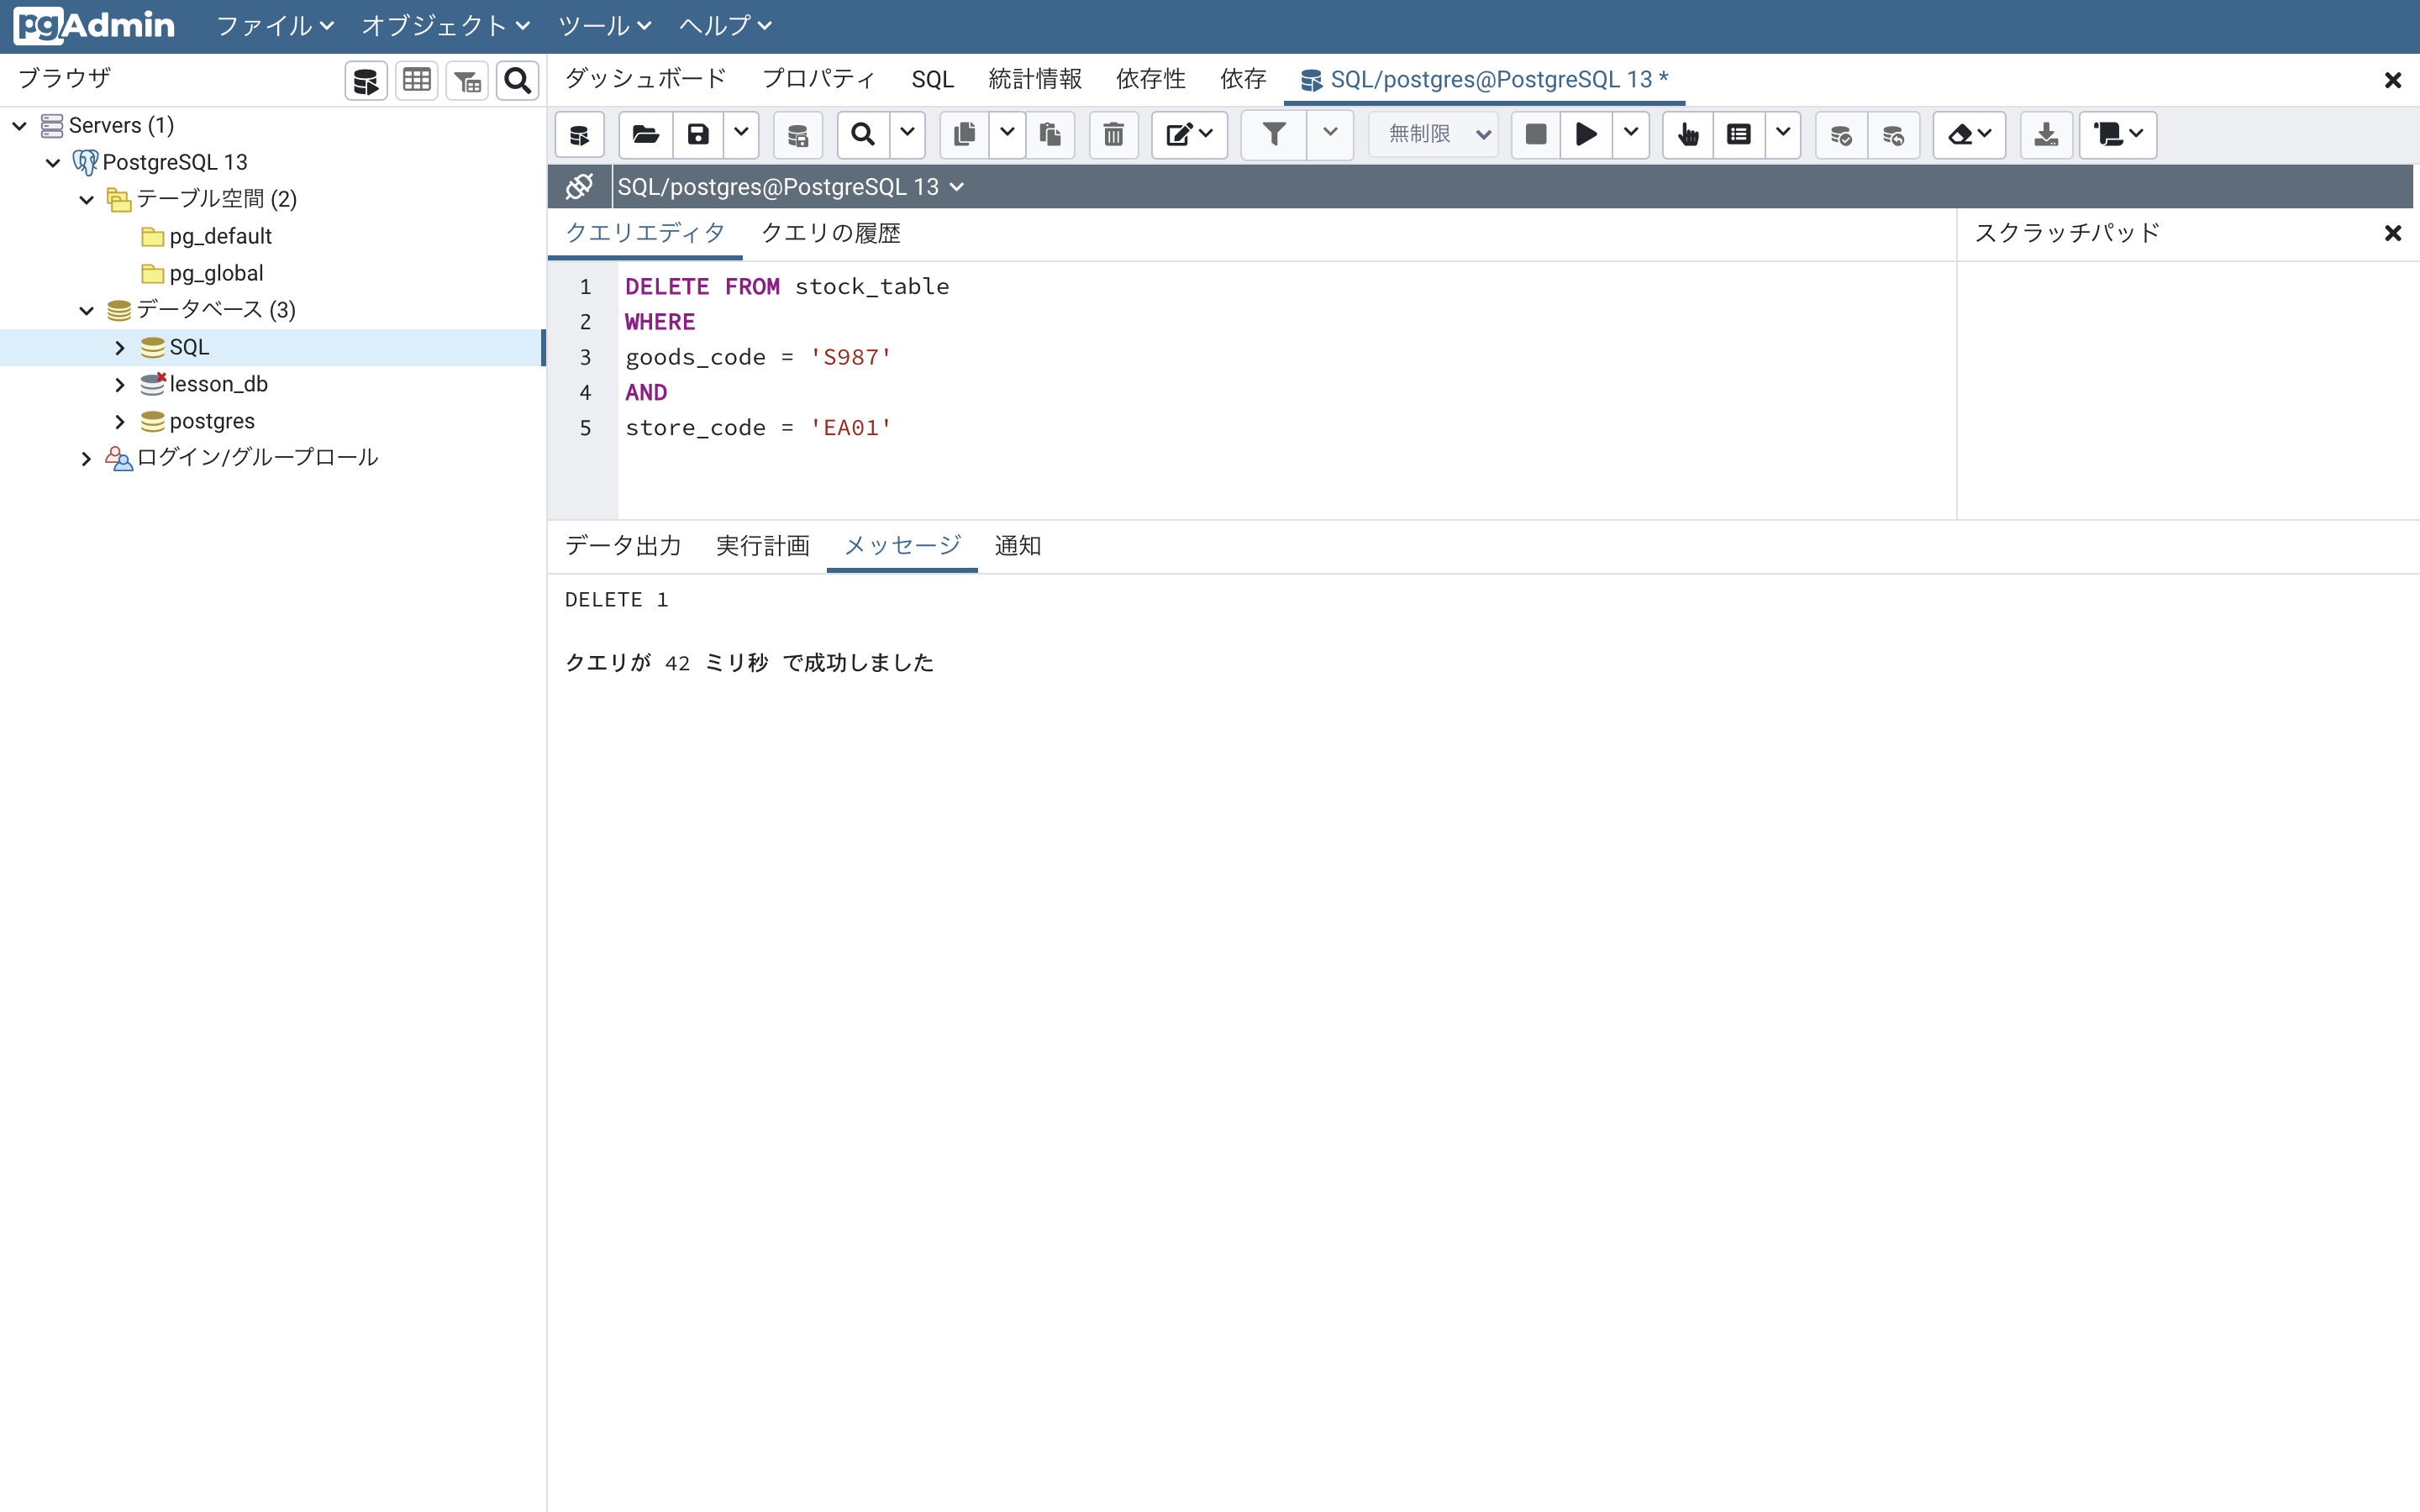 pgAdmin ファイル オブジェクト ツール ヘルプ
ブラウザ
Servers (1)
PostgreSQL 13
テーブル空間 (2)
pg_default
pg_global
データベース (3)
SQL
lesson_db
postgres
ログイン/グループロール
ダッシュボード プロパティ SQL 統計情報 依存性 依存 SQL/postgres@PostgreSQL 13 *
無制限
SQL/postgres@PostgreSQL 13
クエリエディタ クエリの履歴
スクラッチパッド
1 DELETE FROM stock_table
2 WHERE
3 goods_code = 'S987'
4 AND
5 store_code = 'EA01'
データ出力 実行計画 メッセージ 通知
DELETE 1
クエリが 42 ミリ秒 で成功しました